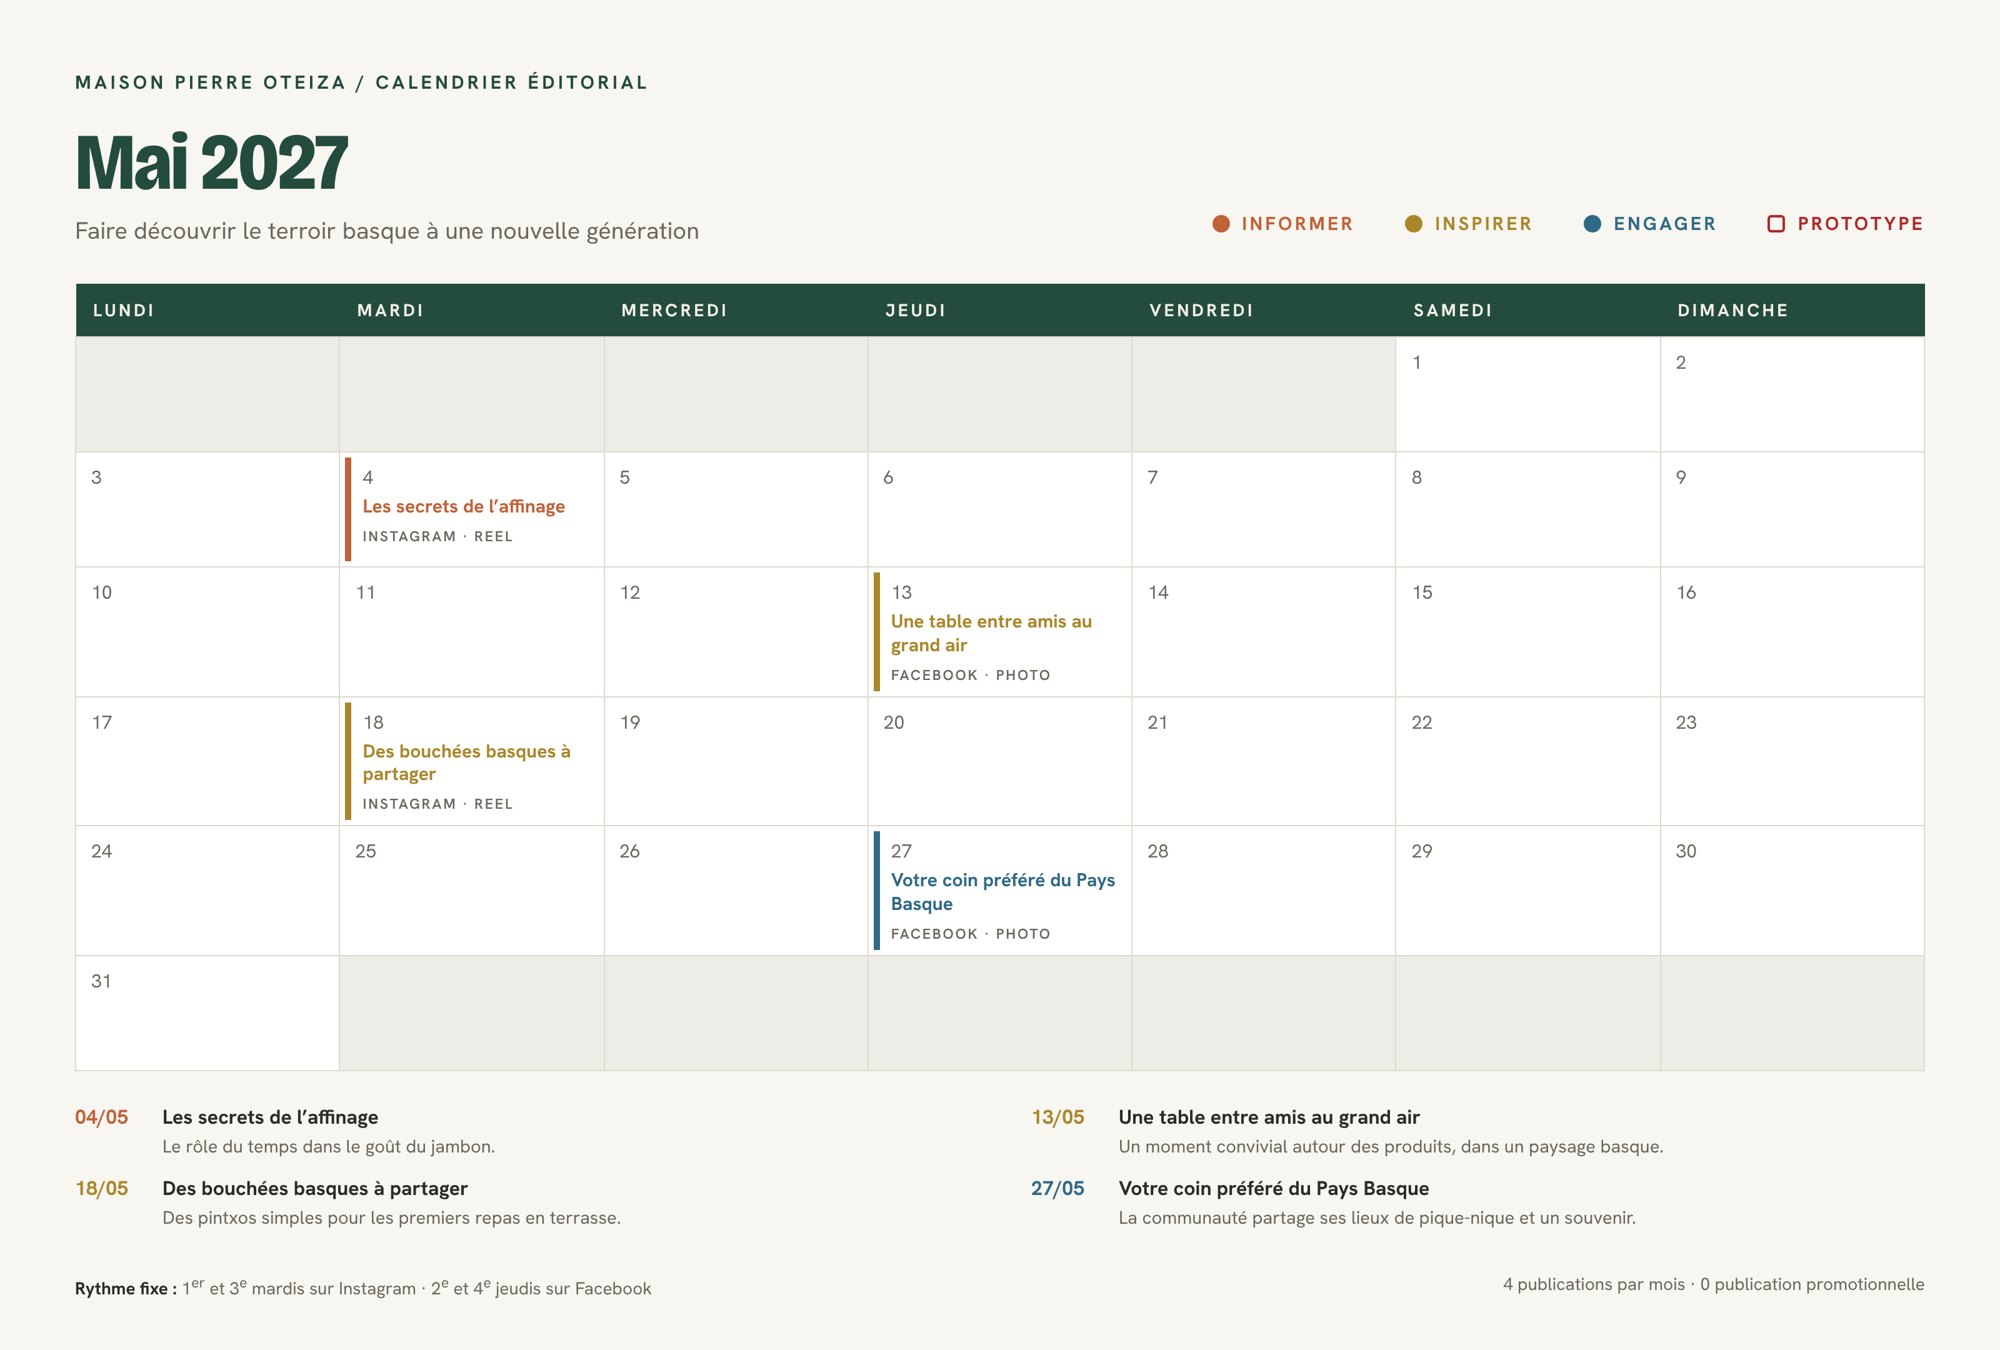 MAISON PIERRE OTEIZA / CALENDRIER ÉDITORIAL
Mai 2027
Faire découvrir le terroir basque à une nouvelle génération
INFORMER INSPIRER ENGAGER PROTOTYPE
LUNDI MARDI MERCREDI JEUDI VENDREDI SAMEDI DIMANCHE
1 2
3 4 5 6 7 8 9
Les secrets de l’affinage
INSTAGRAM · REEL
10 11 12 13 14 15 16
Une table entre amis au
grand air
FACEBOOK · PHOTO
17 18 19 20 21 22 23
Des bouchées basques à
partager
INSTAGRAM · REEL
24 25 26 27 28 29 30
Votre coin préféré du Pays
Basque
FACEBOOK · PHOTO
31
04/05 Les secrets de l’affinage
Le rôle du temps dans le goût du jambon.
13/05 Une table entre amis au grand air
Un moment convivial autour des produits, dans un paysage basque.
18/05 Des bouchées basques à partager
Des pintxos simples pour les premiers repas en terrasse.
27/05 Votre coin préféré du Pays Basque
La communauté partage ses lieux de pique-nique et un souvenir.
Rythme fixe : 1er et 3e mardis sur Instagram · 2e et 4e jeudis sur Facebook
4 publications par mois · 0 publication promotionnelle